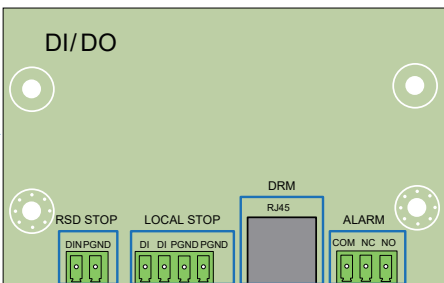 DI/DO
DRM
RJ45
RSD STOP
LOCAL STOP
ALARM
DIN PGND
DI DI PGND PGND
COM NC NO